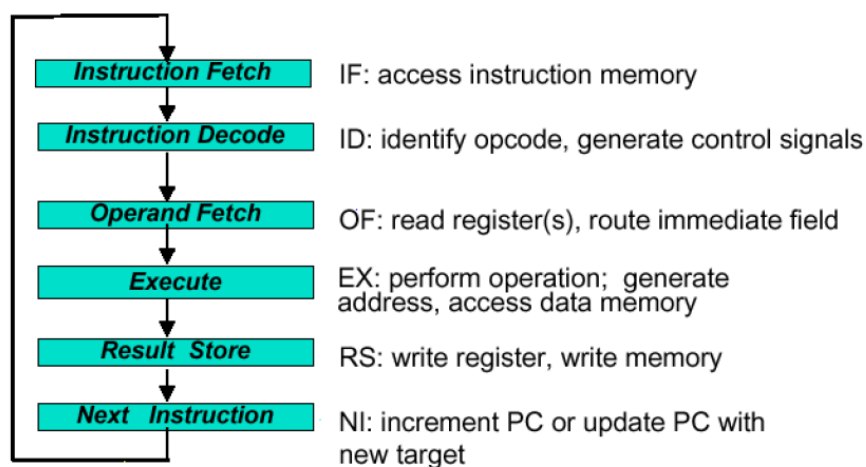 Instruction Fetch
IF: access instruction memory
Instruction Decode
ID: identify opcode, generate control signals
Operand Fetch
OF: read register(s), route immediate field
Execute
EX: perform operation; generate
address, access data memory
Result Store
RS: write register, write memory
Next Instruction
NI: increment PC or update PC with
new target